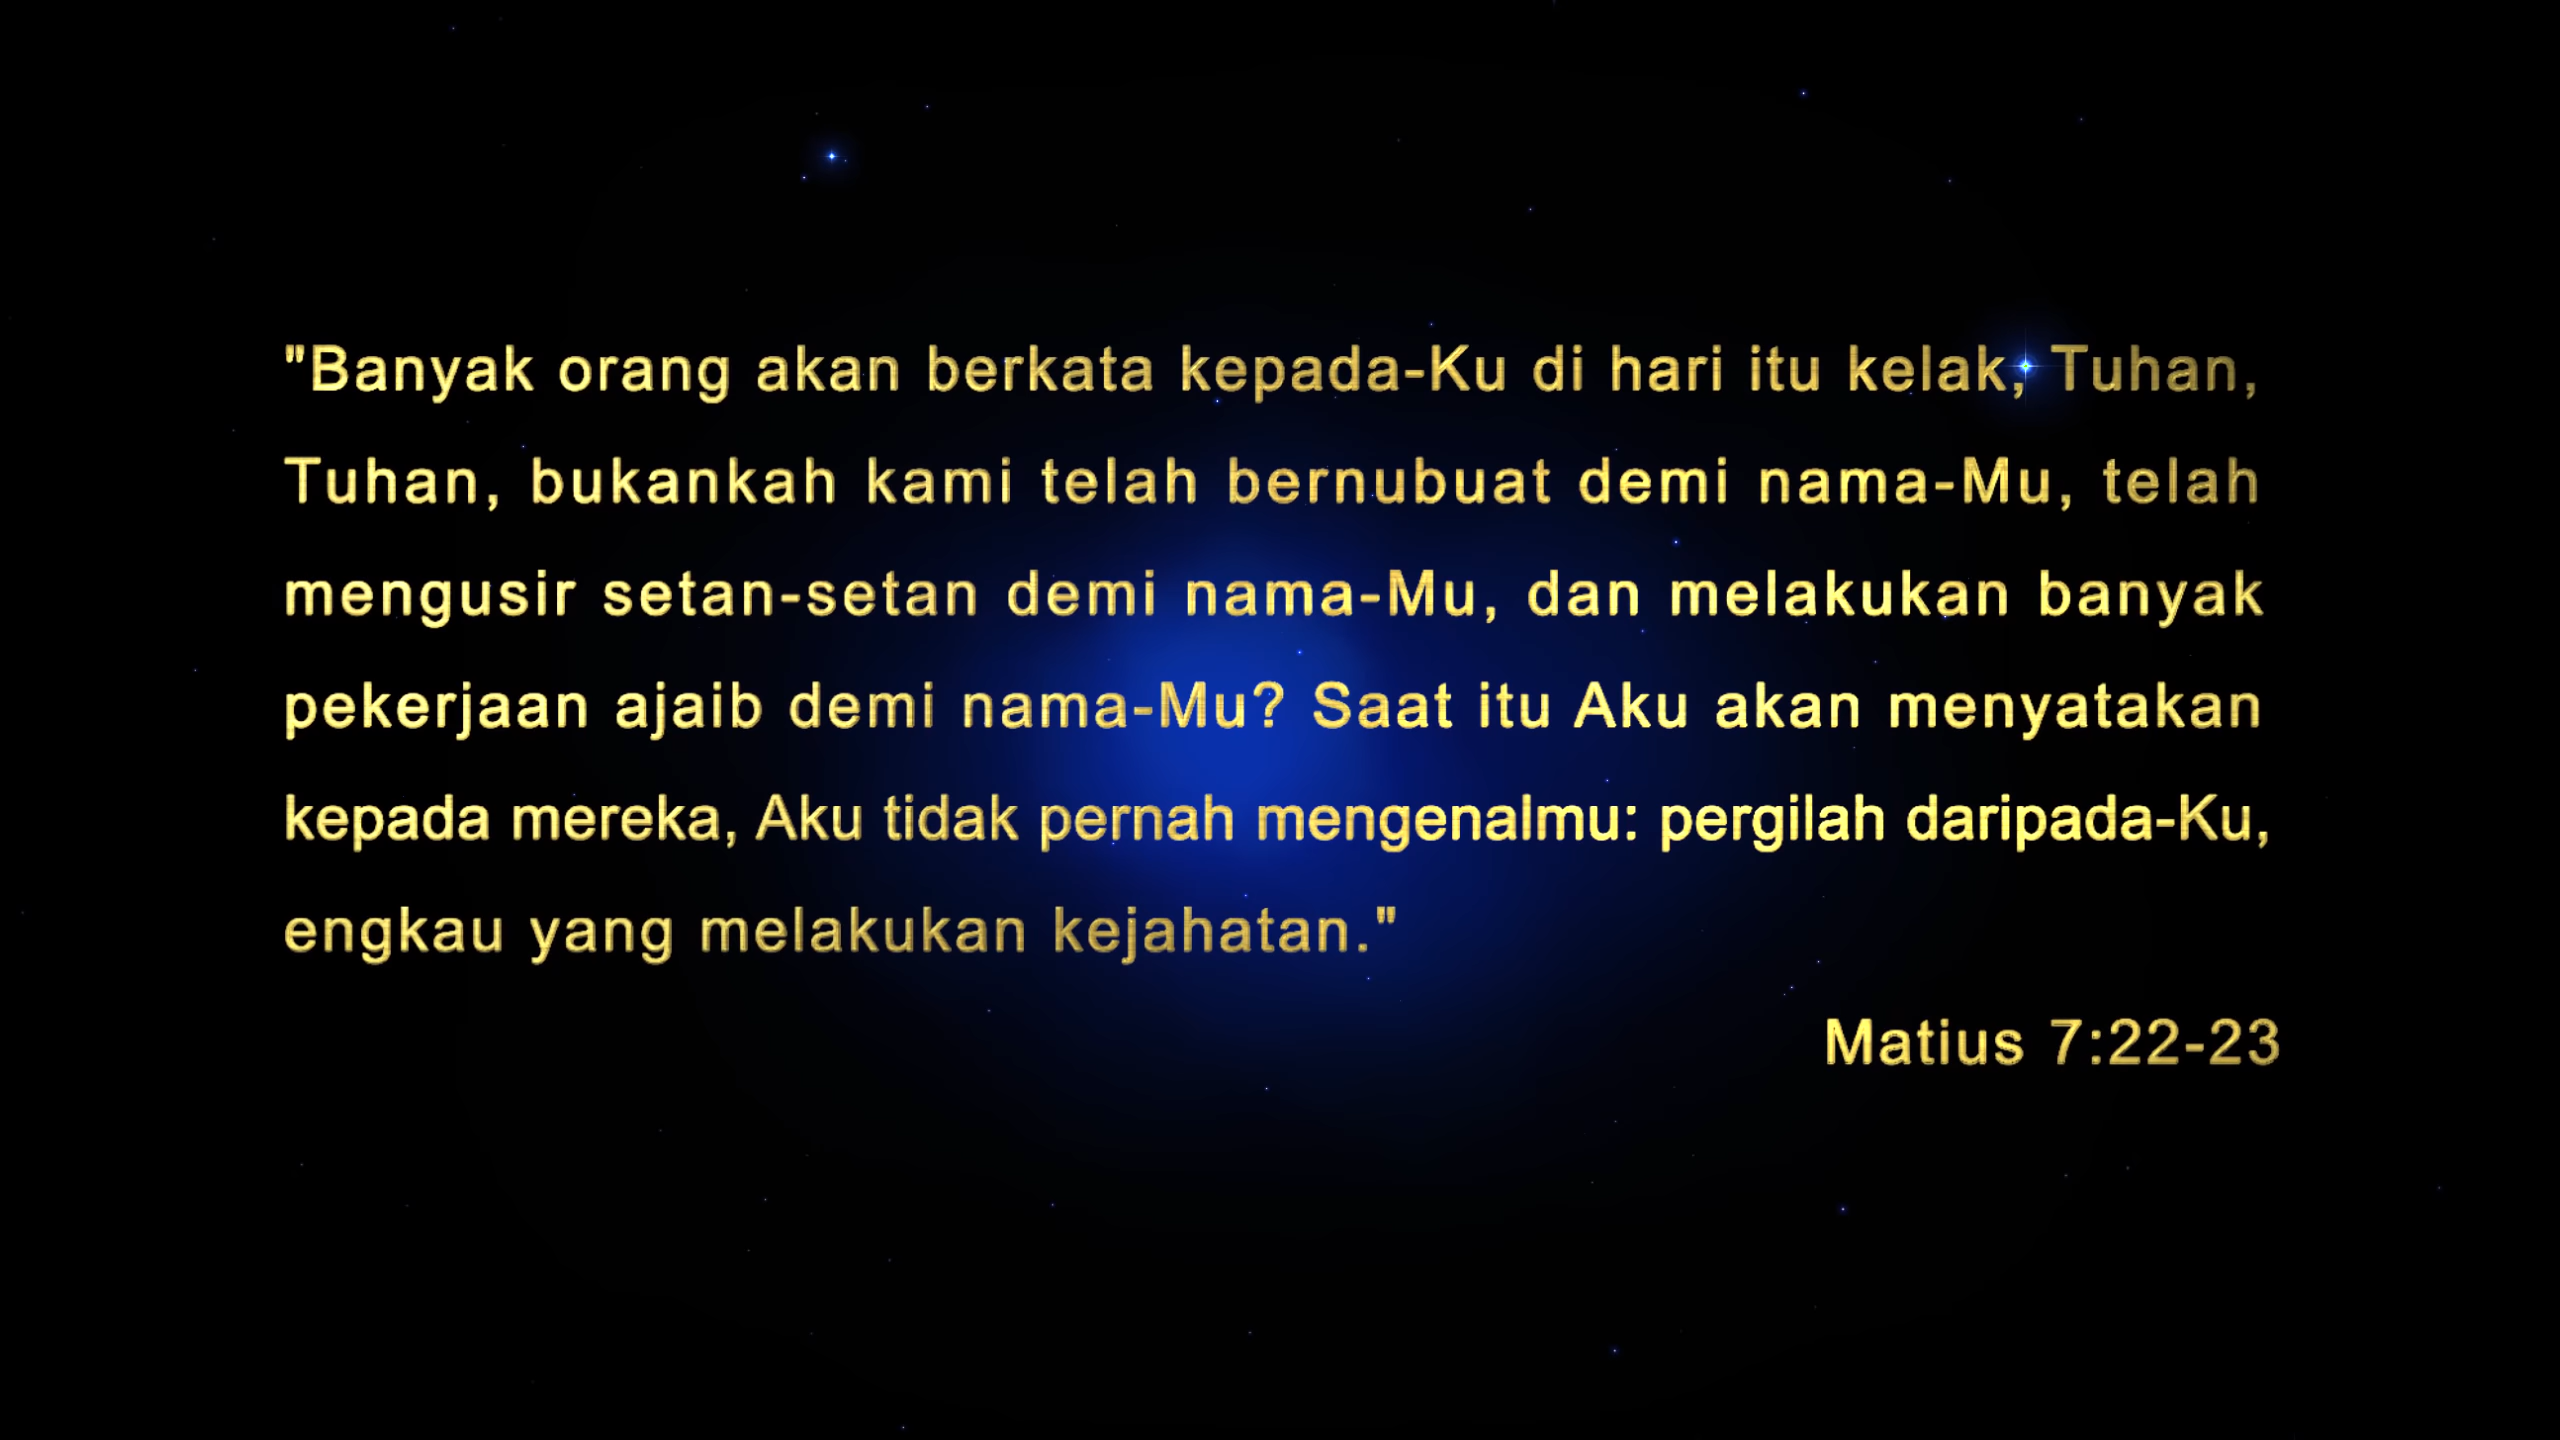 "Banyak orang akan berkata kepada-Ku di hari itu kelak, Tuhan,
Tuhan, bukankah kami telah bernubuat demi nama-Mu, telah
mengusir setan-setan demi nama-Mu, dan melakukan banyak
pekerjaan ajaib demi nama-Mu? Saat itu Aku akan menyatakan
kepada mereka, Aku tidak pernah mengenalmu: pergilah daripada-Ku,
engkau yang melakukan kejahatan."
Matius 7:22-23